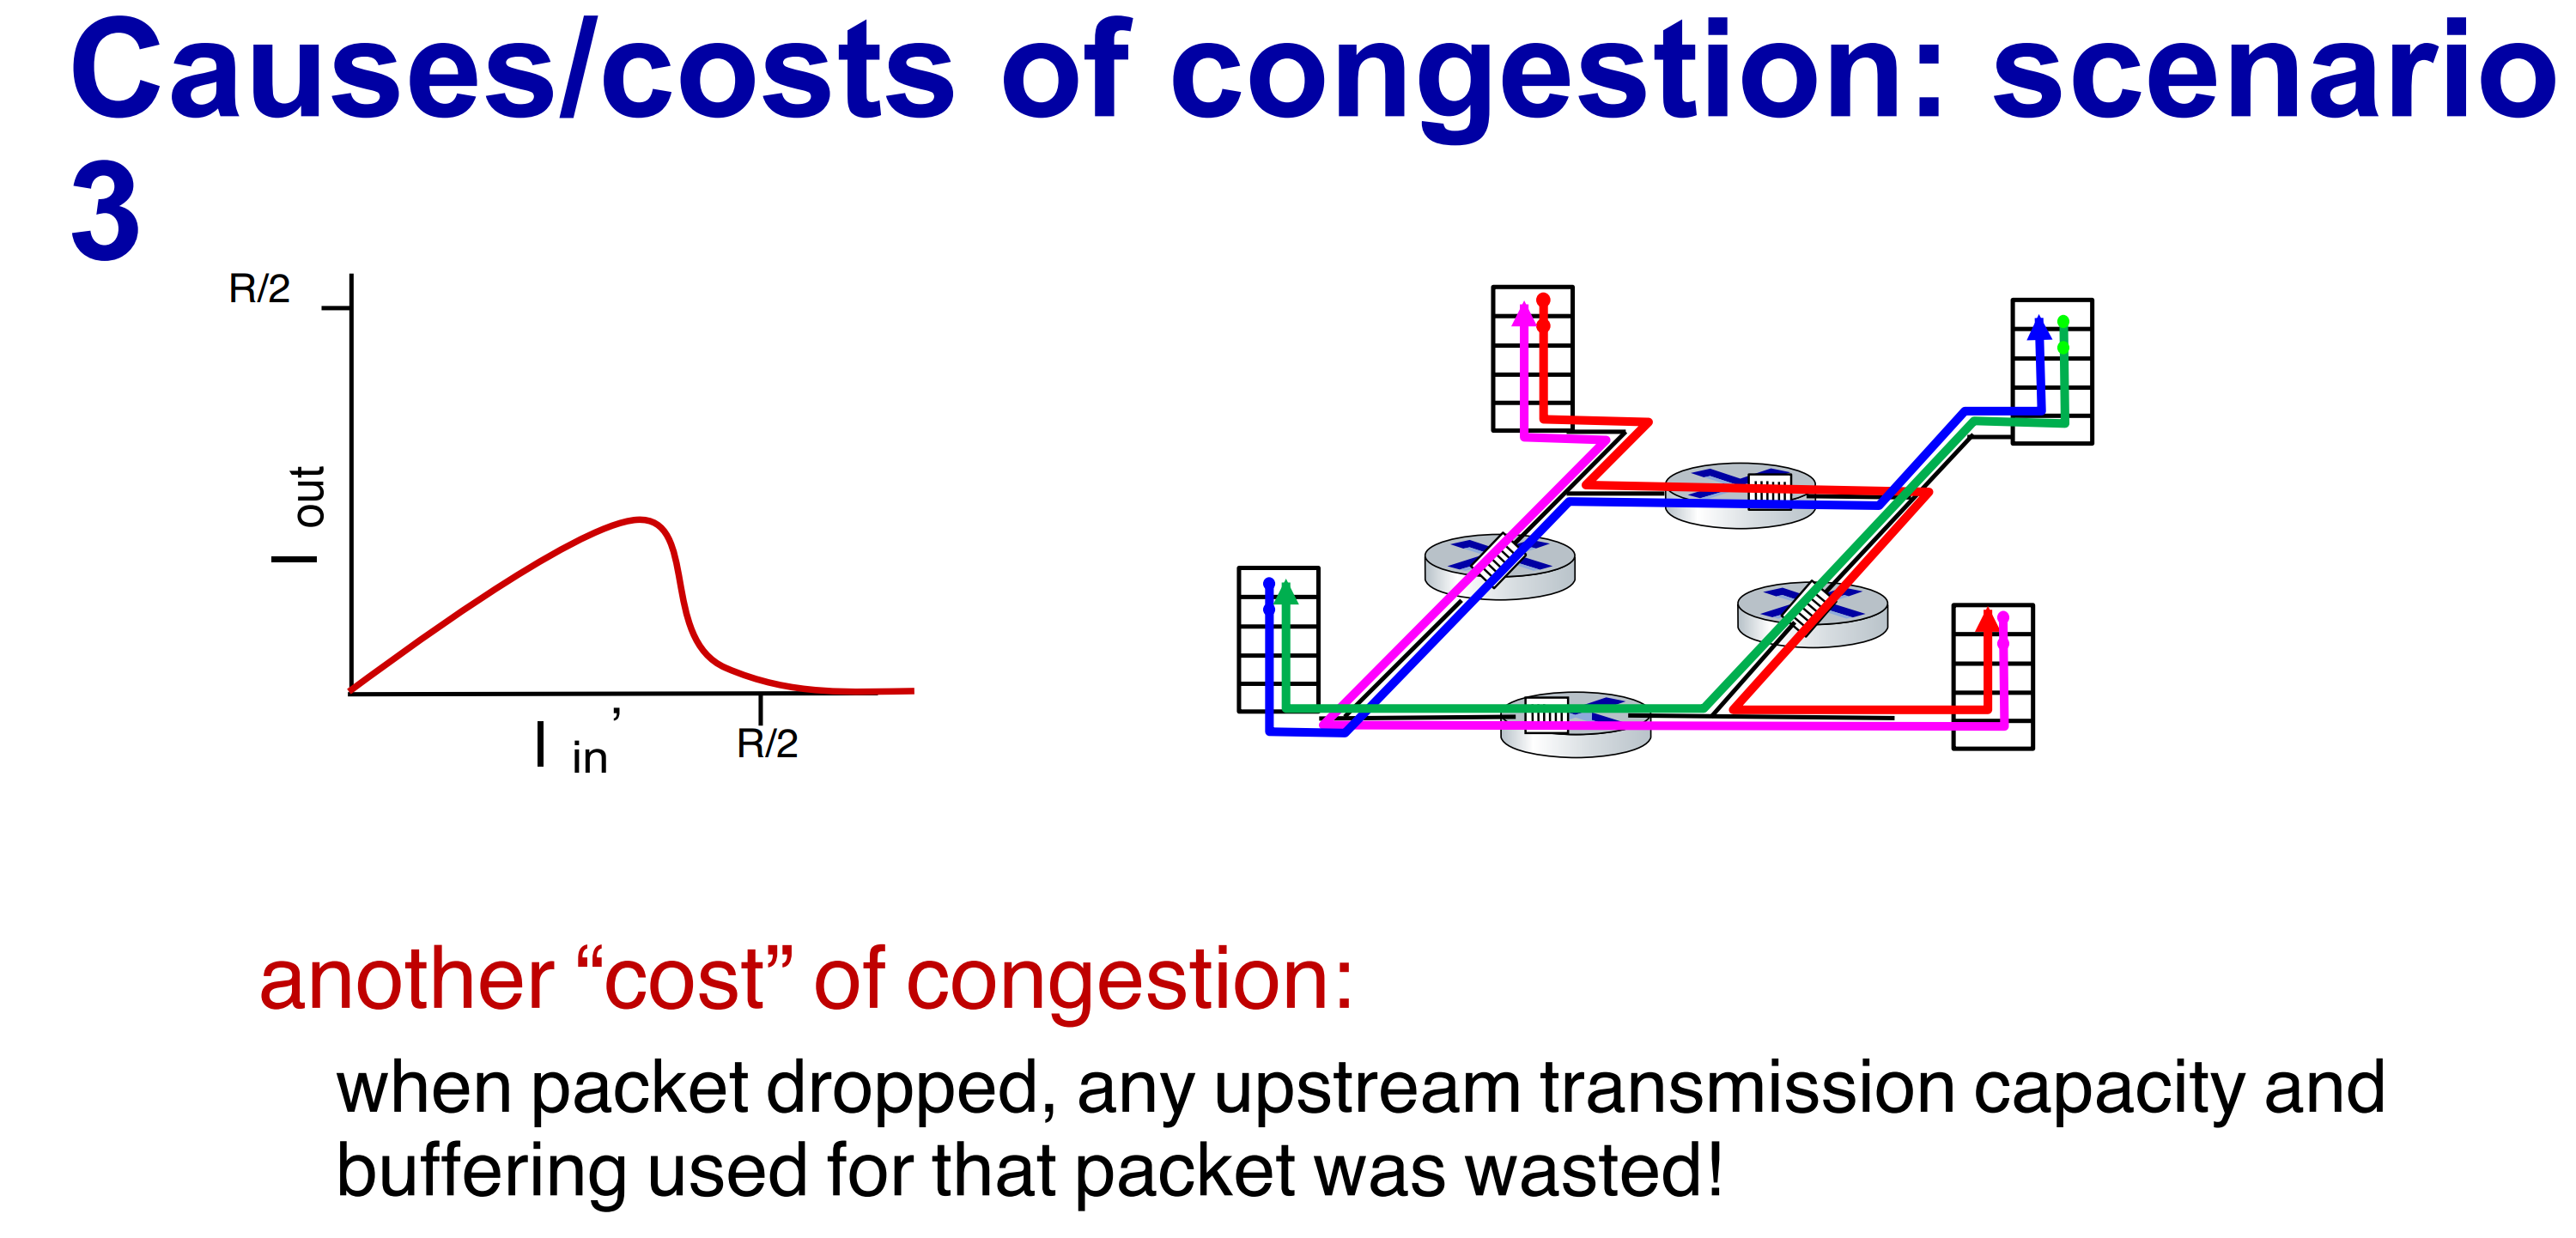 Causes/costs of congestion: scenario
3
R/2
l out
l in’
R/2
another “cost” of congestion:
when packet dropped, any upstream transmission capacity and
buffering used for that packet was wasted!